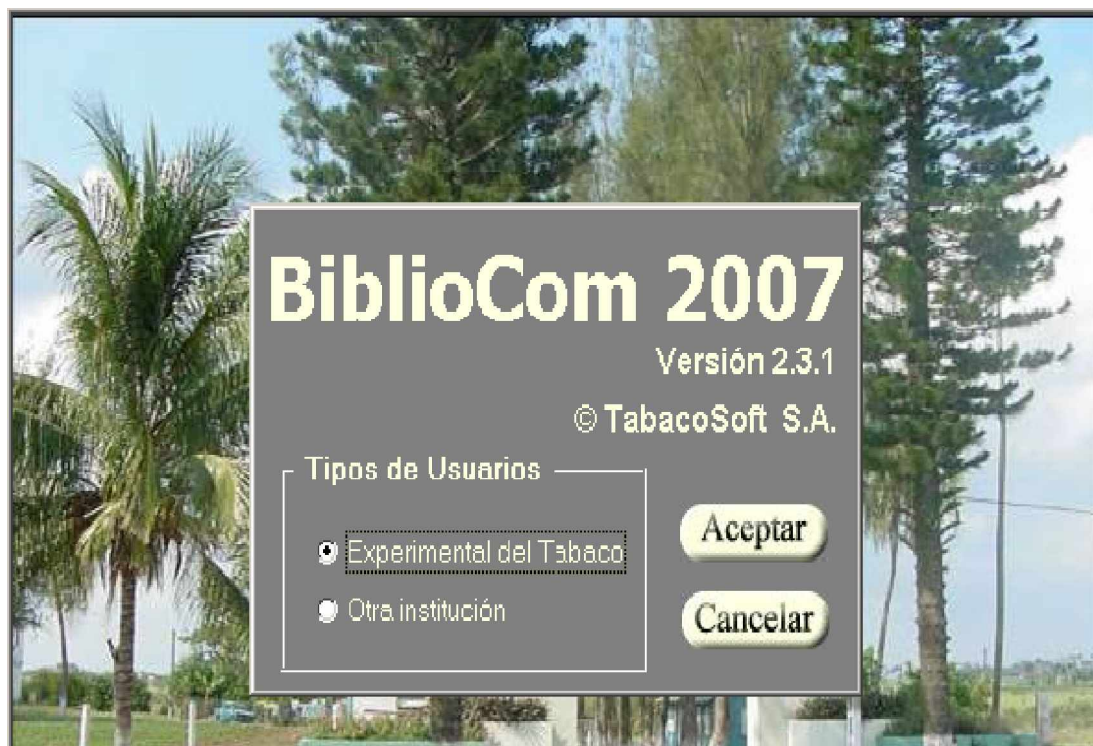 BiblioCom 2007
Versión 2.3.1
© TabacoSoft S.A.
Tipos de Usuarios
Experimental del Tabaco
Otra institución
Aceptar
Cancelar